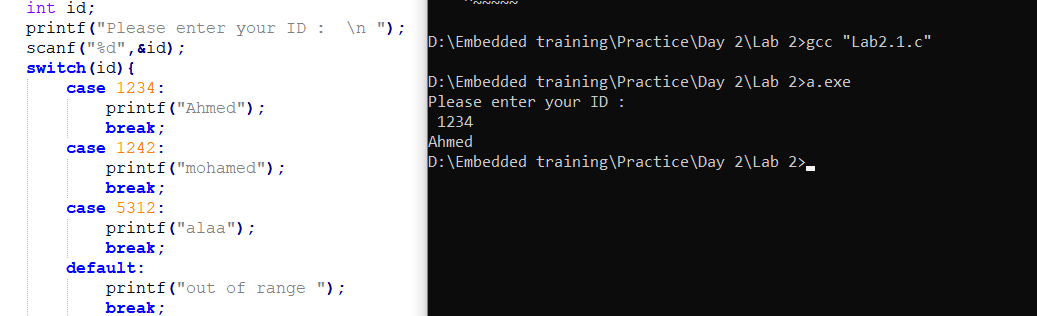 int id;
printf("Please enter your ID :  \n ");
scanf("%d",&id);
switch(id){
case 1234:
printf("Ahmed");
break;
case 1242:
printf("mohamed");
break;
case 5312:
printf("alaa");
break;
default:
printf("out of range ");
break;
^~~~~~
D:\Embedded training\Practice\Day 2\Lab 2>gcc "Lab2.1.c"
D:\Embedded training\Practice\Day 2\Lab 2>a.exe
Please enter your ID :
1234
Ahmed
D:\Embedded training\Practice\Day 2\Lab 2>